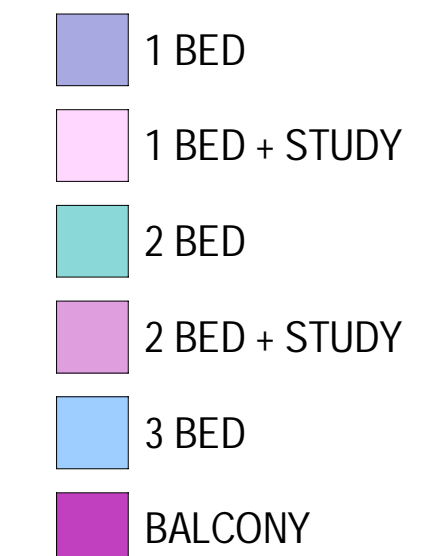 1 BED
1 BED + STUDY
2 BED
2 BED + STUDY
3 BED
BALCONY